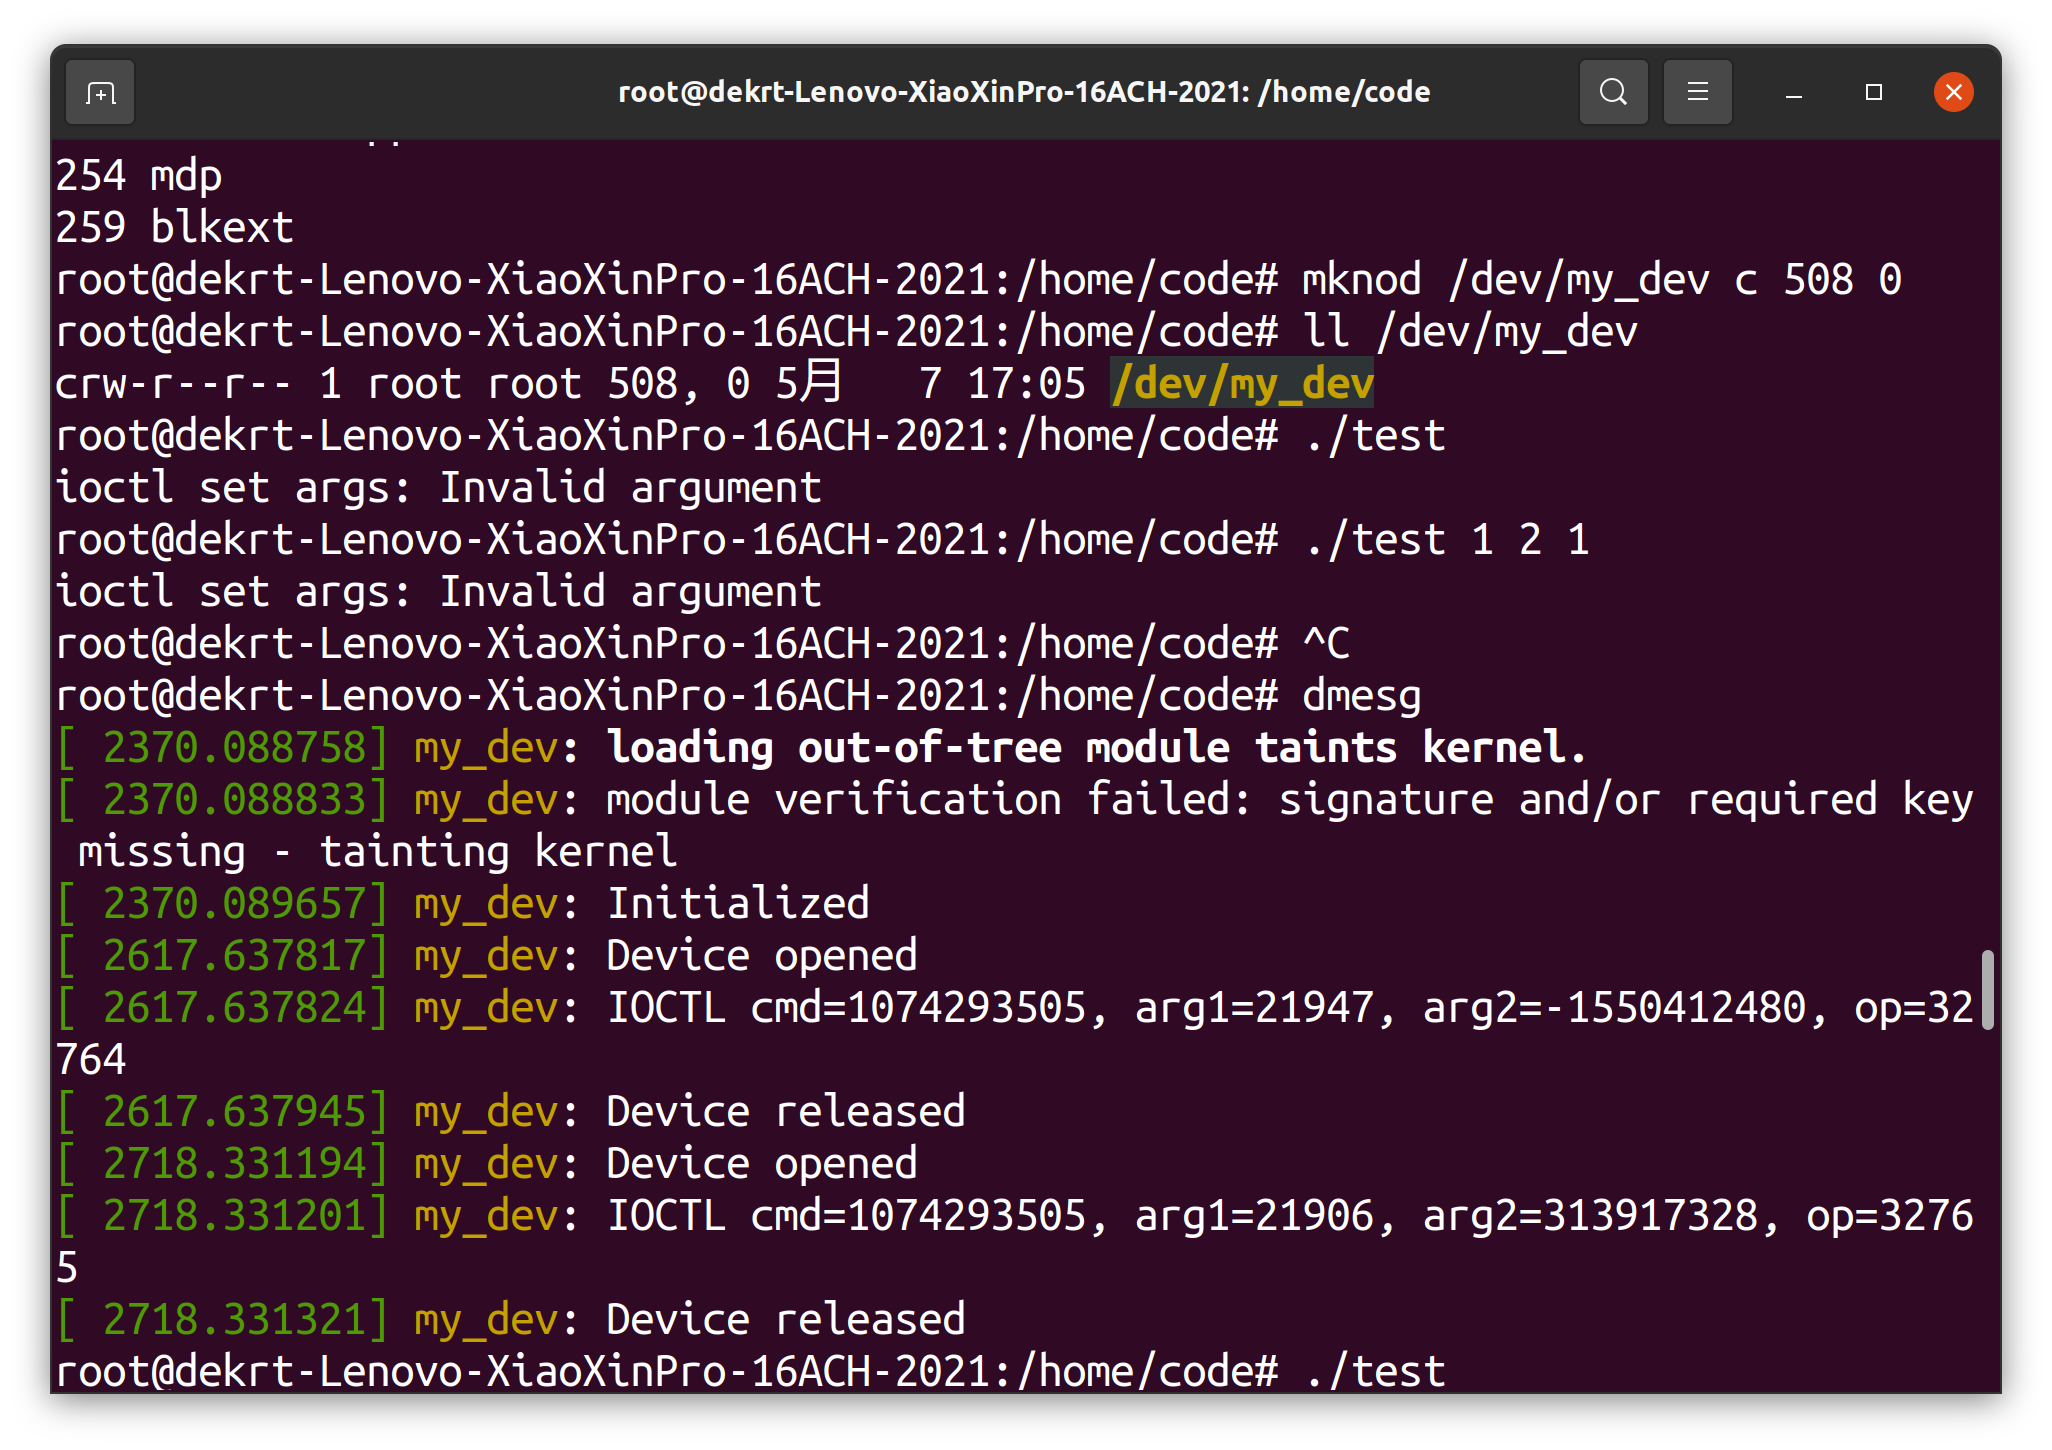 root@dekrt-Lenovo-XiaoXinPro-16ACH-2021: /home/code
254 mdp
259 blkext
root@dekrt-Lenovo-XiaoXinPro-16ACH-2021:/home/code# mknod /dev/my_dev c 508 0
root@dekrt-Lenovo-XiaoXinPro-16ACH-2021:/home/code# ll /dev/my_dev
crw-r--r-- 1 root root 508, 0 5月   7 17:05 /dev/my_dev
root@dekrt-Lenovo-XiaoXinPro-16ACH-2021:/home/code# ./test
ioctl set args: Invalid argument
root@dekrt-Lenovo-XiaoXinPro-16ACH-2021:/home/code# ./test 1 2 1
ioctl set args: Invalid argument
root@dekrt-Lenovo-XiaoXinPro-16ACH-2021:/home/code# ^C
root@dekrt-Lenovo-XiaoXinPro-16ACH-2021:/home/code# dmesg
[ 2370.088758] my_dev: loading out-of-tree module taints kernel.
[ 2370.088833] my_dev: module verification failed: signature and/or required key
 missing - tainting kernel
[ 2370.089657] my_dev: Initialized
[ 2617.637817] my_dev: Device opened
[ 2617.637824] my_dev: IOCTL cmd=1074293505, arg1=21947, arg2=-1550412480, op=32
764
[ 2617.637945] my_dev: Device released
[ 2718.331194] my_dev: Device opened
[ 2718.331201] my_dev: IOCTL cmd=1074293505, arg1=21906, arg2=313917328, op=3276
5
[ 2718.331321] my_dev: Device released
root@dekrt-Lenovo-XiaoXinPro-16ACH-2021:/home/code# ./test